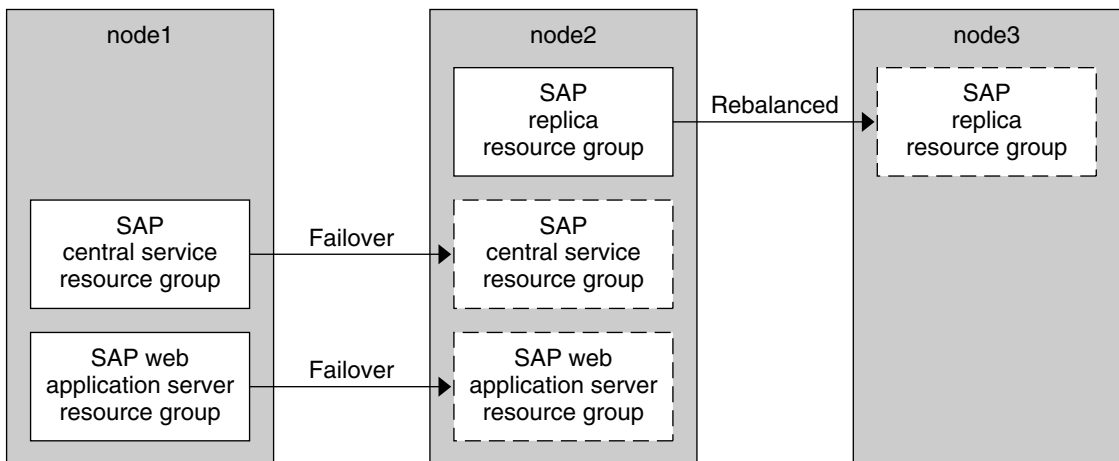 node1
node2
node3
SAP
replica
resource group
Rebalanced
SAP
replica
resource group
SAP
central service
resource group
Failover
SAP
central service
resource group
SAP web
application server
resource group
Failover
SAP web
application server
resource group